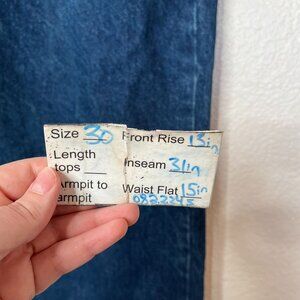 Size 30 Front Rise 13in
Length tops Inseam 31in
Armpit to armpit Waist Flat 15in